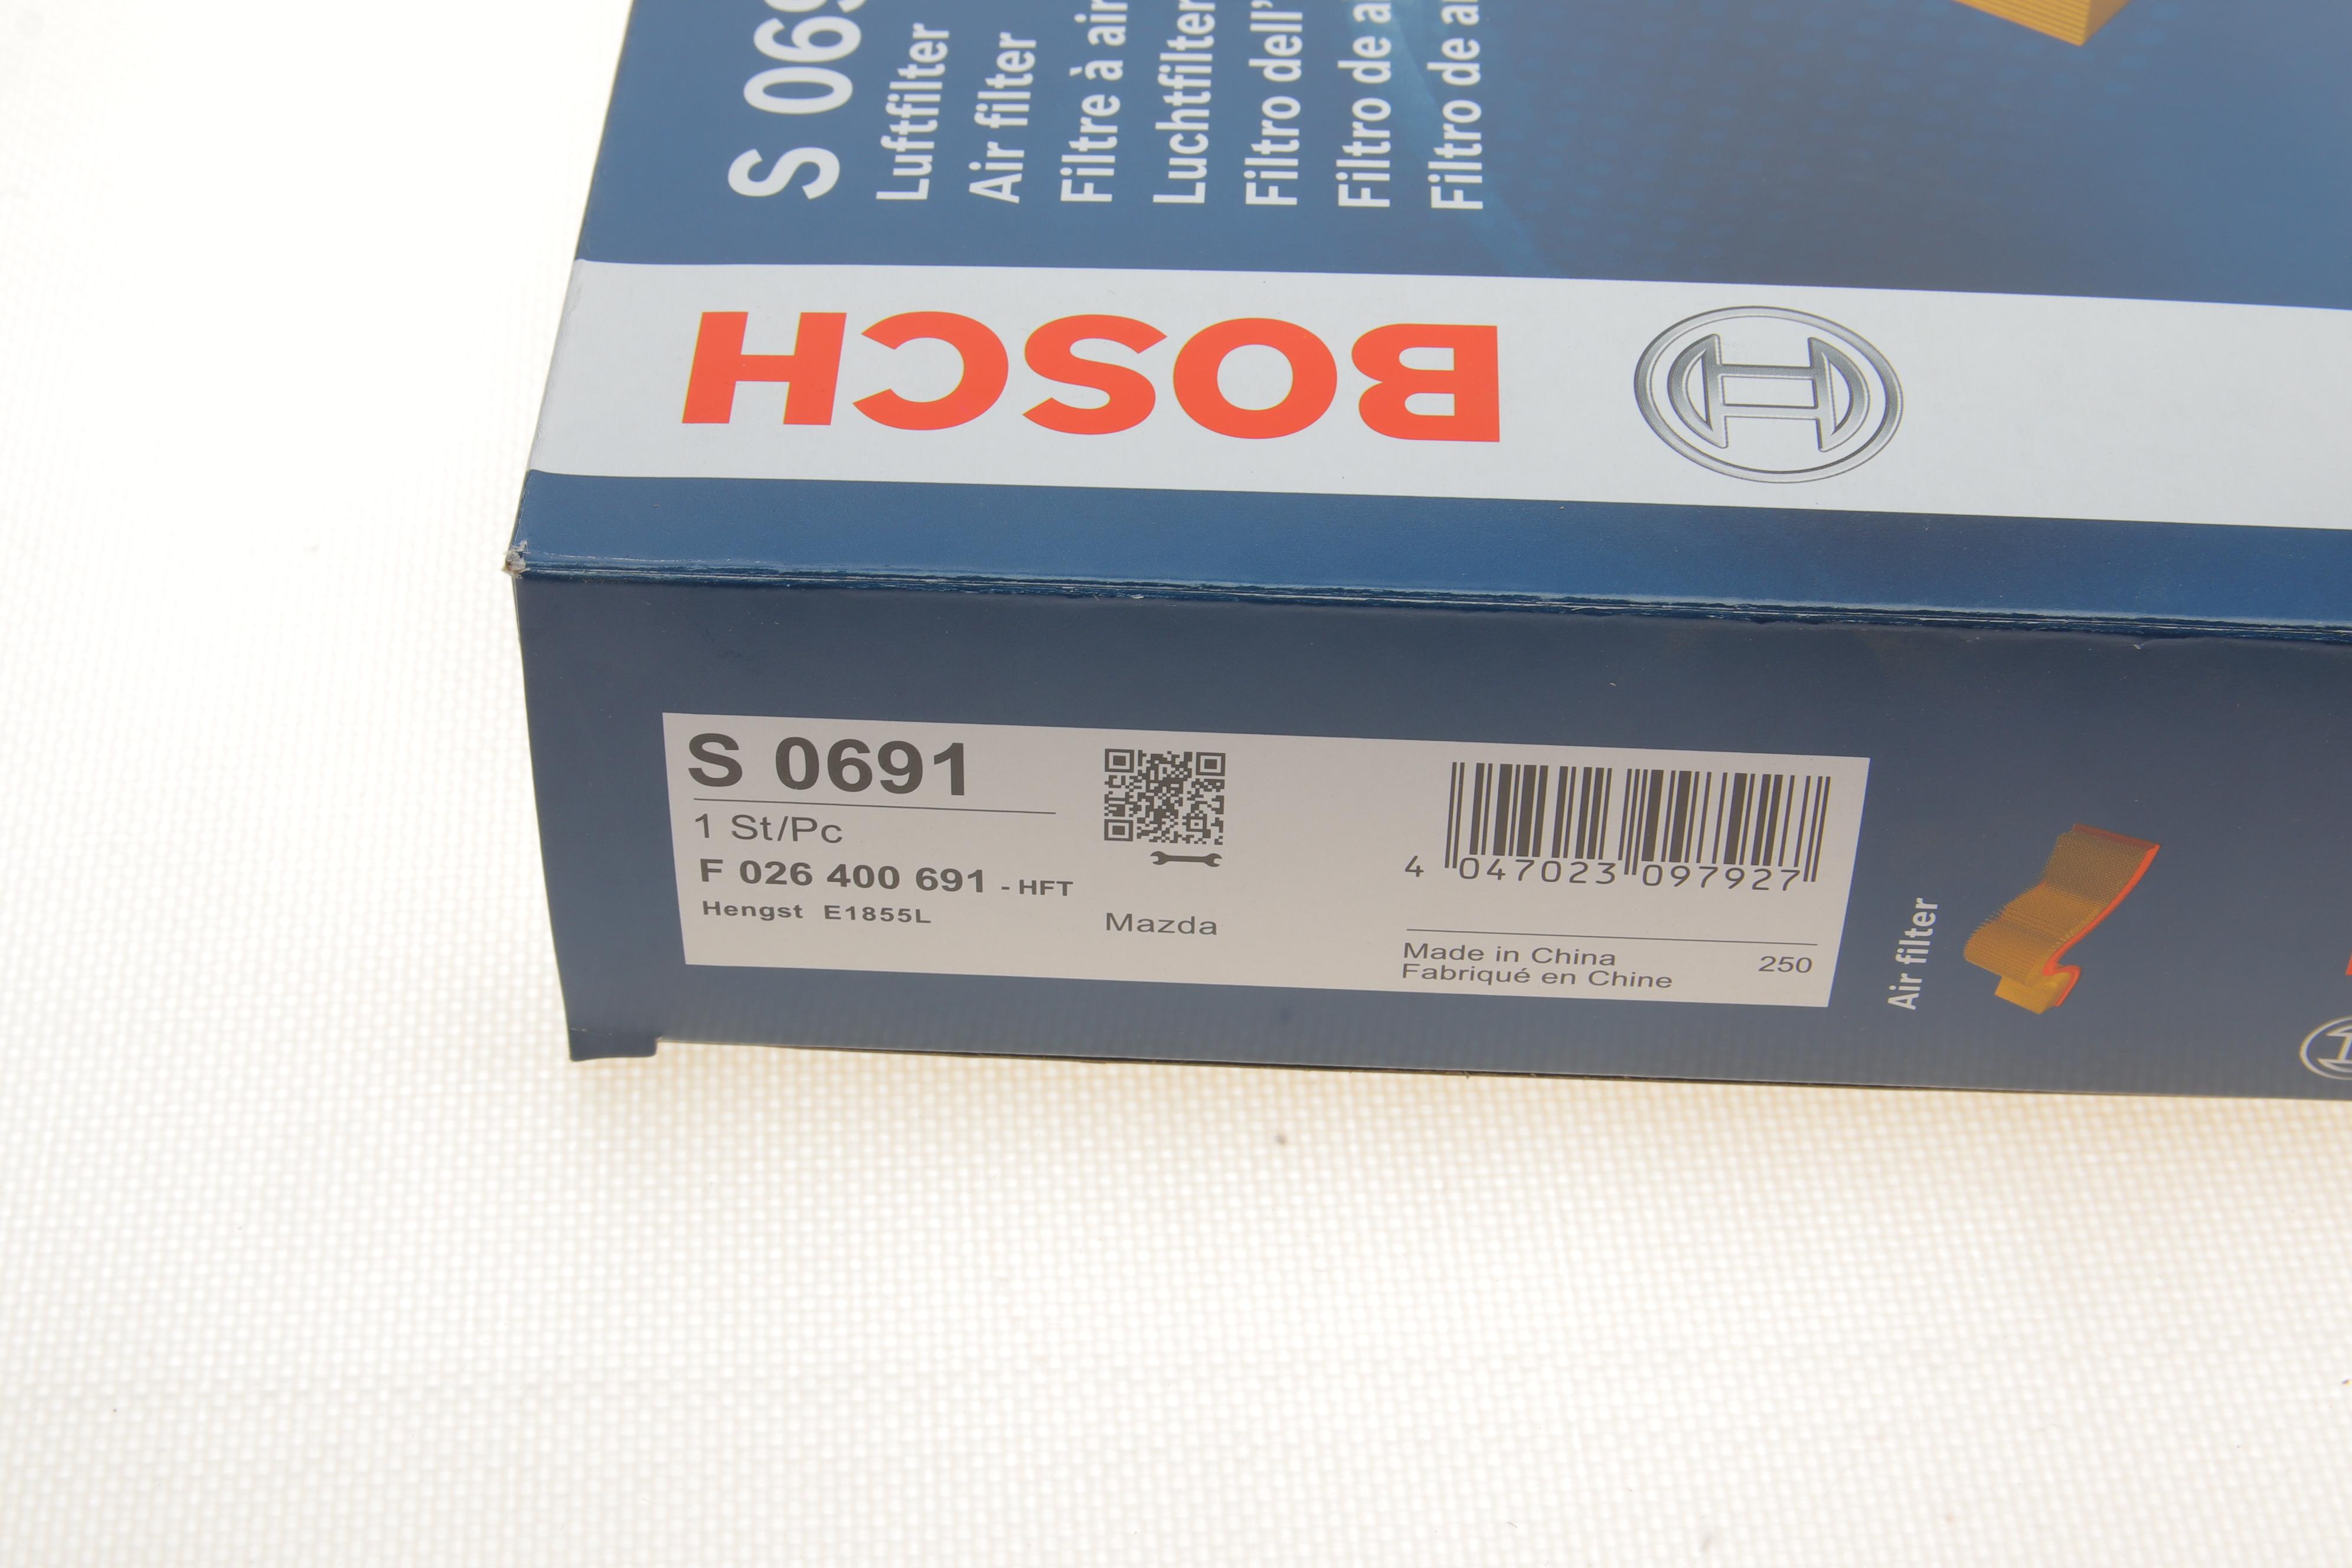 S 069
Luftfilter
Air filter
Filtre à air
Luchtfilter
Filtro dell'
Filtro de a
Filtro de a
BOSCH
S 0691
1 St/Pc
F 026 400 691 - HFT
Hengst E1855L
Mazda
4 047023 097927
Made in China
Fabriqué en Chine
250
Air filter